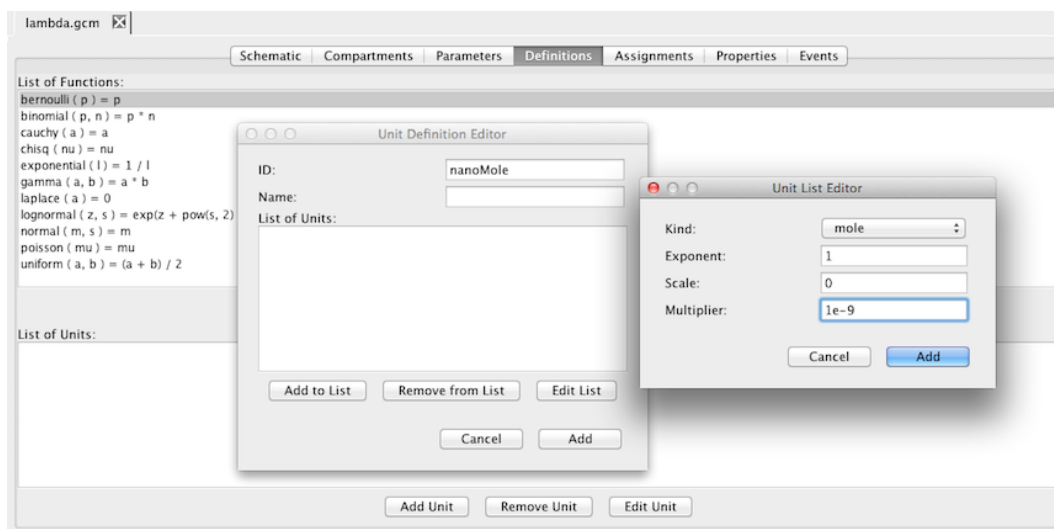 lambda.gcm
Schematic Compartments Parameters Definitions Assignments Properties Events
List of Functions:
bernoulli ( p ) = p
binomial ( p, n ) = p * n
cauchy ( a ) = a
chisq ( nu ) = nu
exponential ( l ) = 1 / l
gamma ( a, b ) = a * b
laplace ( a ) = 0
lognormal ( z, s ) = exp(z + pow(s, 2)
normal ( m, s ) = m
poisson ( mu ) = mu
uniform ( a, b ) = (a + b) / 2
List of Units:
Add Unit Remove Unit Edit Unit
Unit Definition Editor
ID: nanoMole
Name:
List of Units:
Add to List Remove from List Edit List
Cancel Add
Unit List Editor
Kind: mole
Exponent: 1
Scale: 0
Multiplier: 1e-9
Cancel Add